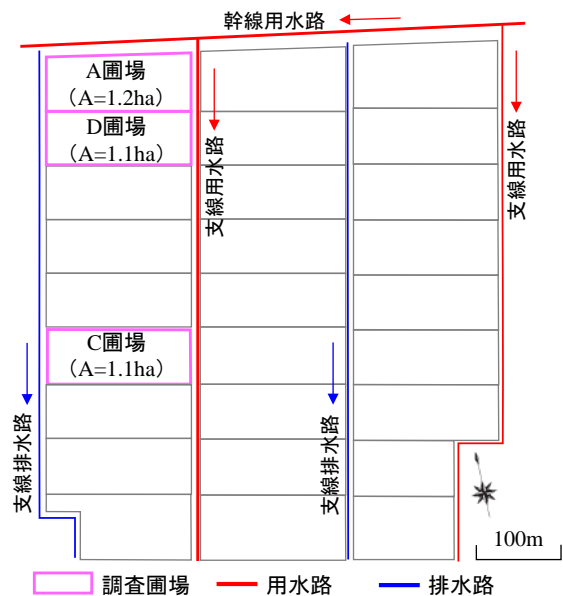 幹線用水路
A圃場
（A=1.2ha）
D圃場
（A=1.1ha）
支線用水路
支線用水路
C圃場
（A=1.1ha）
支線排水路
支線排水路
100m
調査圃場
用水路
排水路